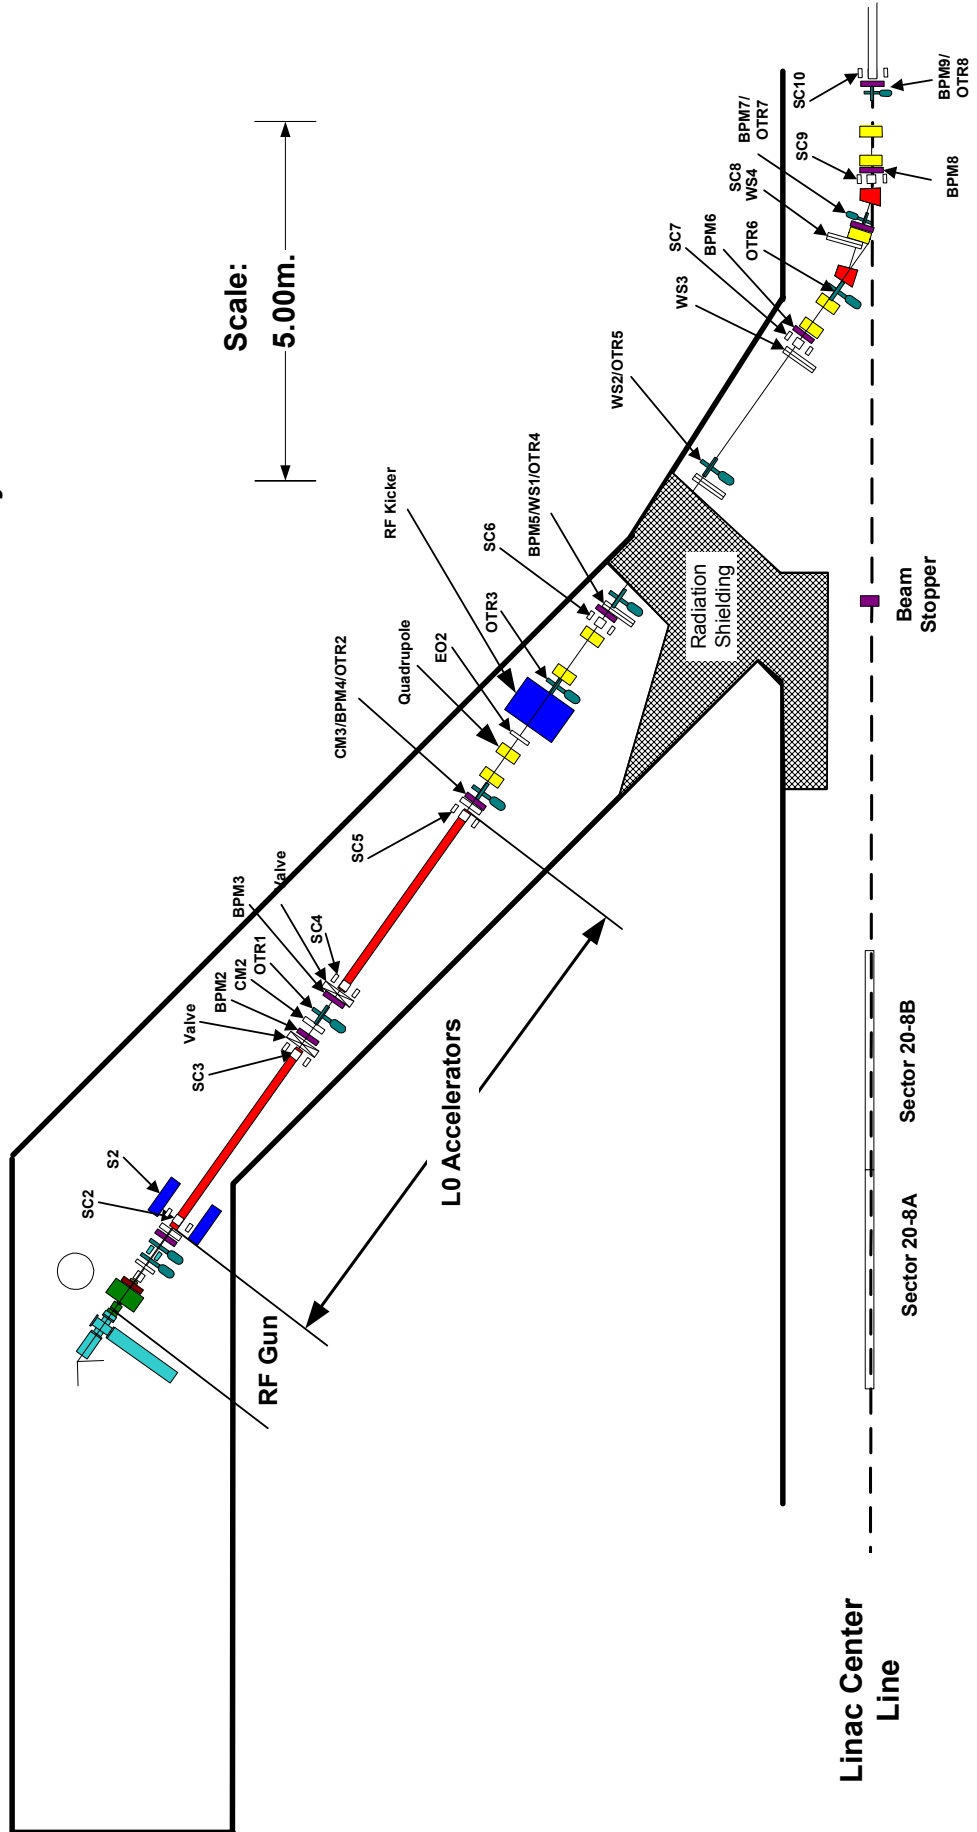 Scale:
5.00m.
SC10
BPM9/
OTR8
BPM7/
OTR7
SC9
BPM8
SC8
WS4
SC7
BPM6
OTR6
WS3
WS2/OTR5
RF Kicker
BPM5/WS1/OTR4
SC6
OTR3
EO2
Quadrupole
CM3/BPM4/OTR2
SC5
Radiation
Shielding
Beam
Stopper
Valve
BPM3
SC4
OTR1
CM2
BPM2
Valve
SC3
L0 Accelerators
S2
SC2
RF Gun
Sector 20-8B
Sector 20-8A
Linac Center
Line